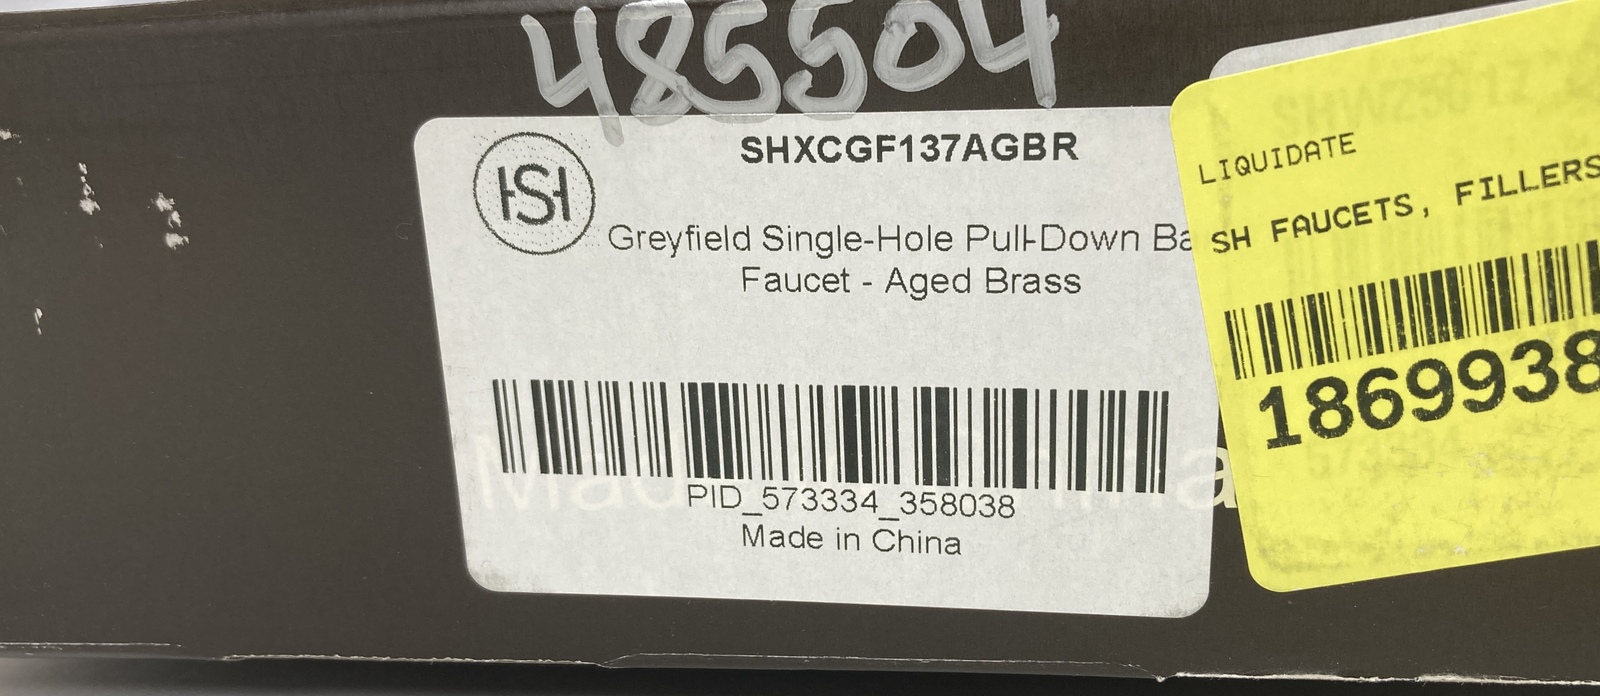 485504
HSH
SHXCGF137AGBR
Greyfield Single-Hole Pull-Down
Faucet - Aged Brass
PID_573334_358038
Made in China
LIQUIDATE
SH FAUCETS, FILLERS
1869938